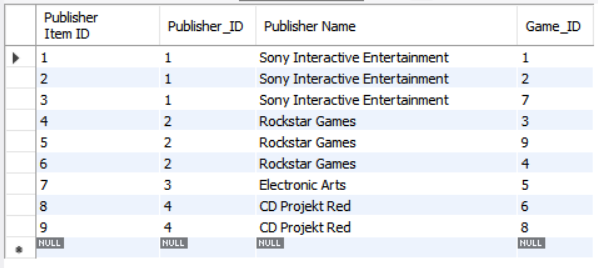 Publisher
Item ID Publisher_ID Publisher Name Game_ID
1 1 Sony Interactive Entertainment 1
2 1 Sony Interactive Entertainment 2
3 1 Sony Interactive Entertainment 7
4 2 Rockstar Games 3
5 2 Rockstar Games 9
6 2 Rockstar Games 4
7 3 Electronic Arts 5
8 4 CD Projekt Red 6
9 4 CD Projekt Red 8
NULL NULL NULL NULL